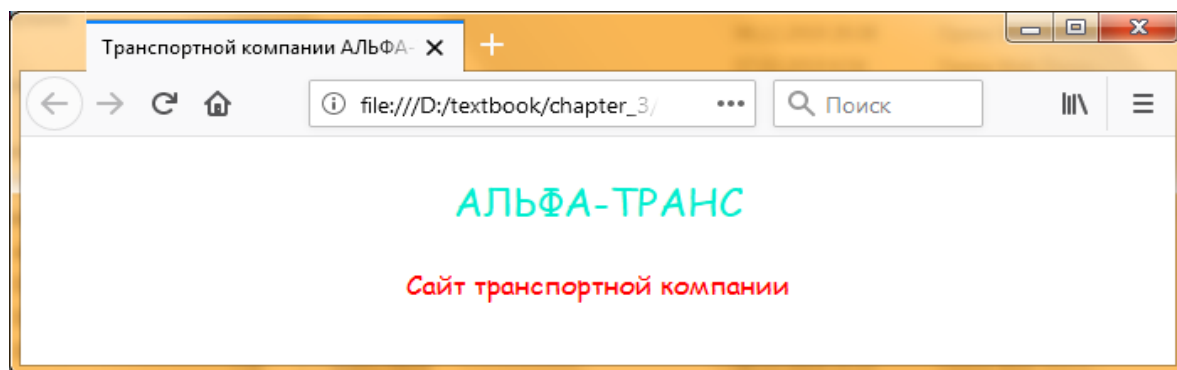 Транспортной компании АЛЬФА-
file:///D:/textbook/chapter_3/
Поиск
АЛЬФА-ТРАНС
Сайт транспортной компании